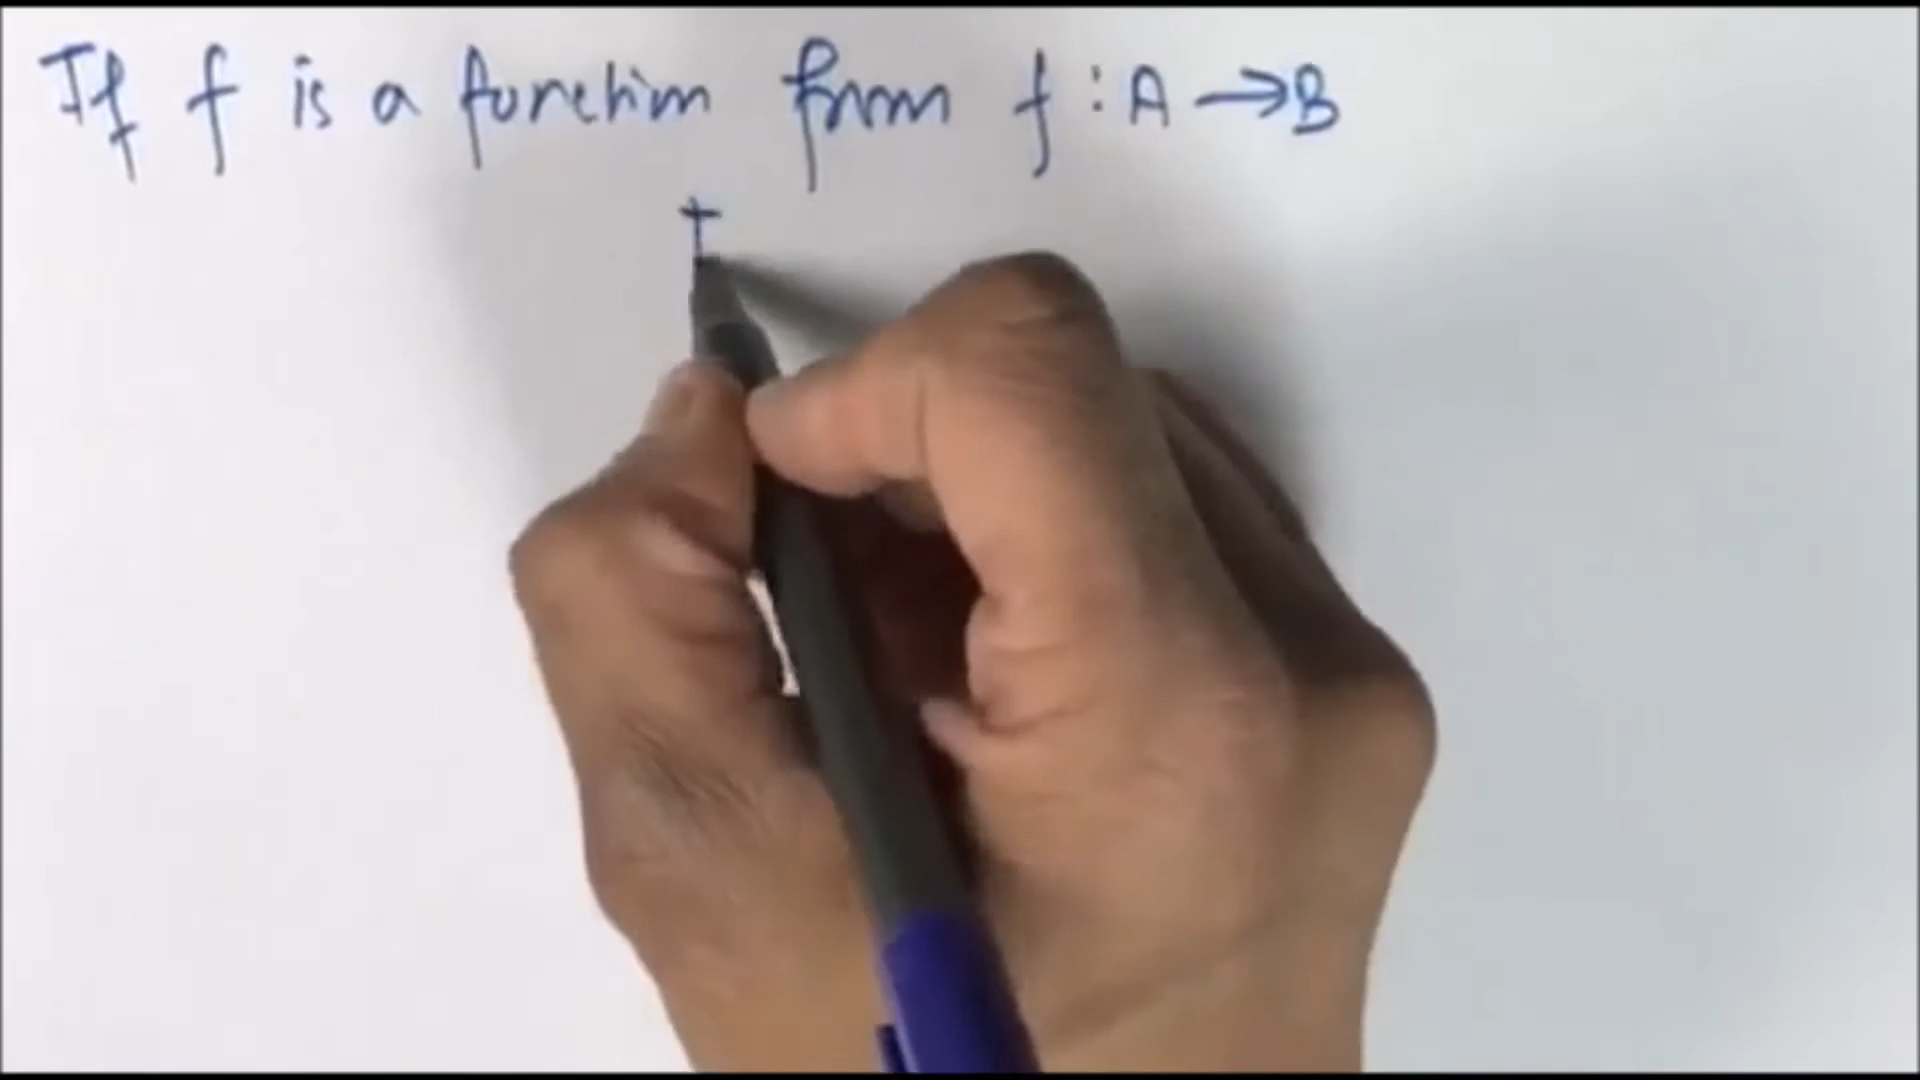 If f is a function from f : A → B
I